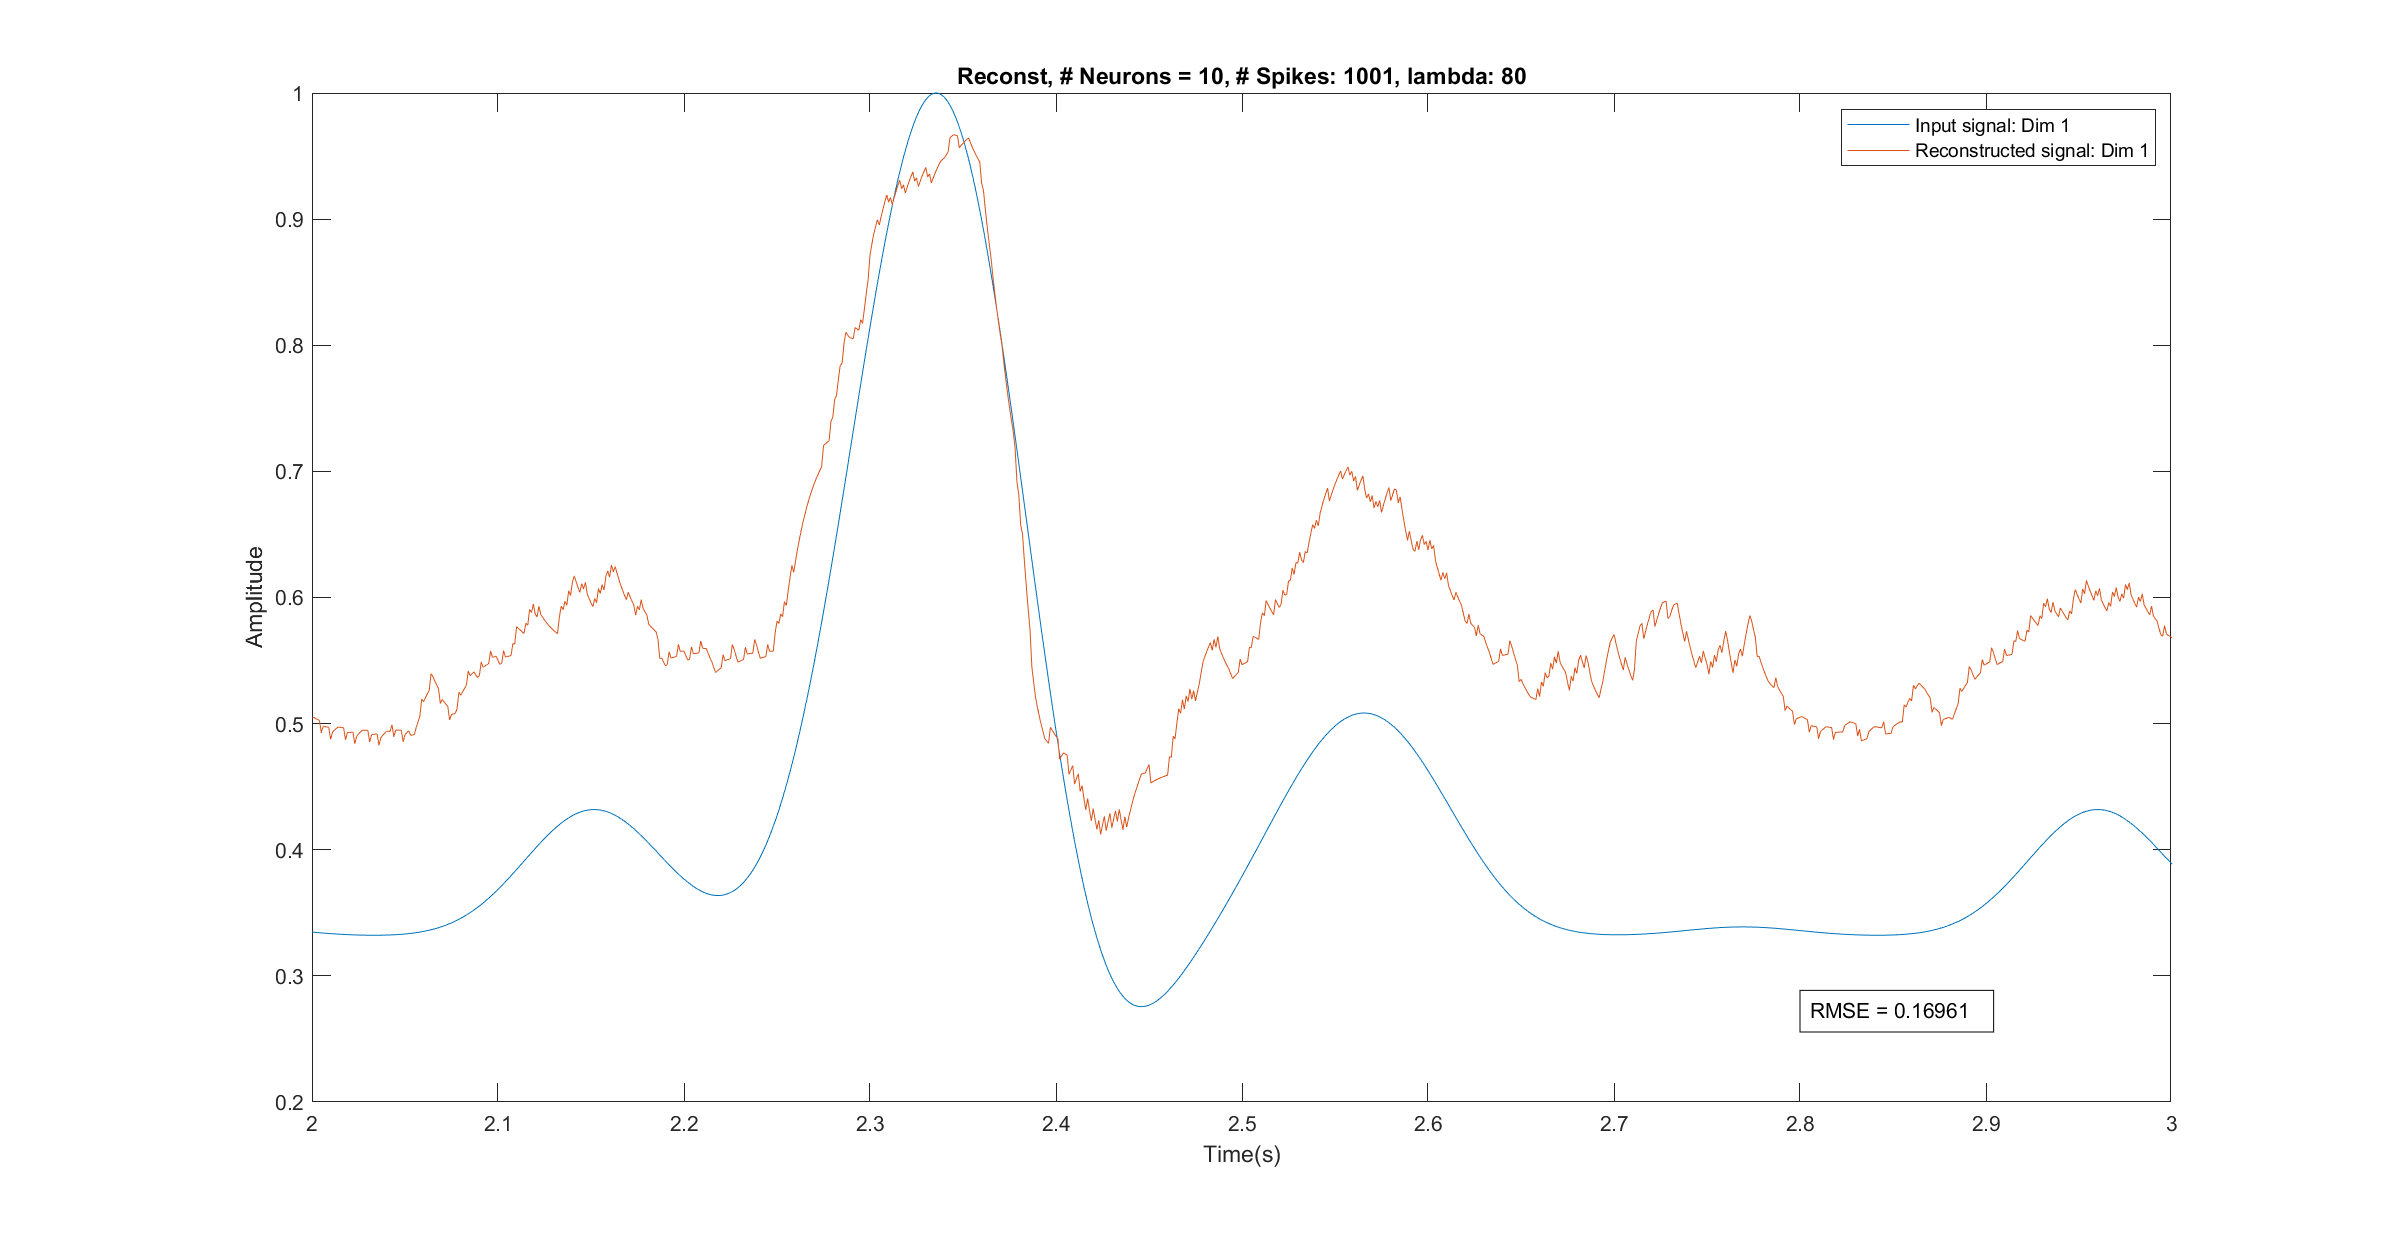 Reconst, # Neurons = 10, # Spikes: 1001, lambda: 80
Input signal: Dim 1
Reconstructed signal: Dim 1
Amplitude
1
0.9
0.8
0.7
0.6
0.5
0.4
0.3
0.2
RMSE = 0.16961
2 2.1 2.2 2.3 2.4 2.5 2.6 2.7 2.8 2.9 3
Time(s)